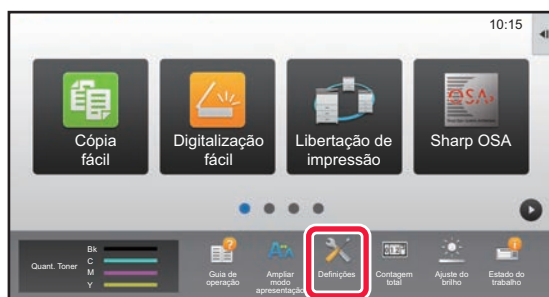 10:15
Cópia
fácil
Digitalização
fácil
Libertação de
impressão
Sharp OSA
Quant. Toner
Bk
C
M
Y
Guia de
operação
Ampliar
modo
apresentação
Definições
Contagem
total
Ajuste do
brilho
Estado do
trabalho